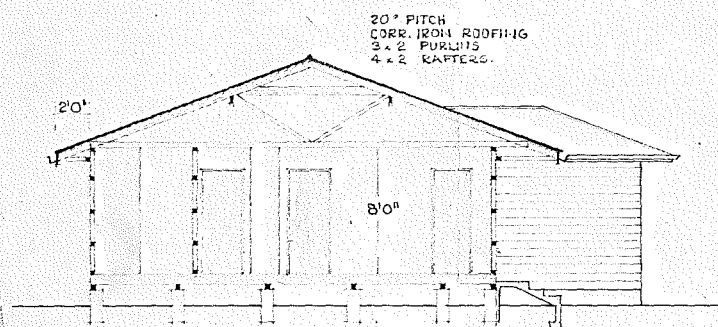 20° PITCH
CORR. IRON ROOFING
3 x 2 PURLINS
4 x 2 RAFTERS.
2'0"
8'0"